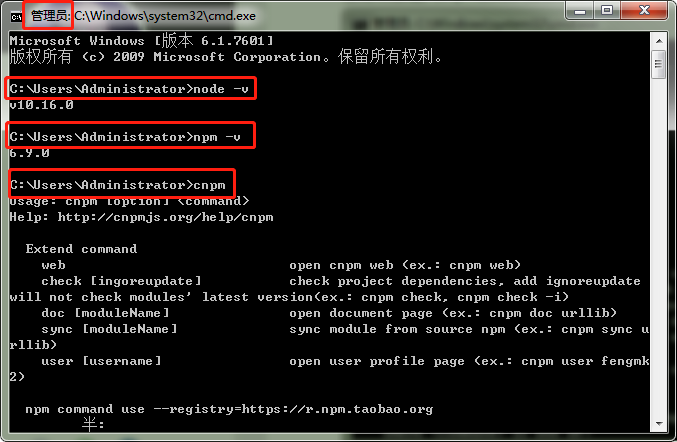 管理员: C:\Windows\system32\cmd.exe
Microsoft Windows [版本 6.1.7601]
版权所有 (c) 2009 Microsoft Corporation。保留所有权利。
C:\Users\Administrator>node -v
v10.16.0
C:\Users\Administrator>npm -v
6.9.0
C:\Users\Administrator>cnpm
Usage: cnpm [option] <command>
Help: http://cnpmjs.org/help/cnpm
Extend command
web open cnpm web (ex.: cnpm web)
check [ingoreupdate] check project dependencies, add ignoreupdate
will not check modules' latest version(ex.: cnpm check, cnpm check -i)
doc [moduleName] open document page (ex.: cnpm doc urllib)
sync [moduleName] sync module from source npm (ex.: cnpm sync u
rllib)
user [username] open user profile page (ex.: cnpm user fengmk
2)
npm command use --registry=https://r.npm.taobao.org
半: